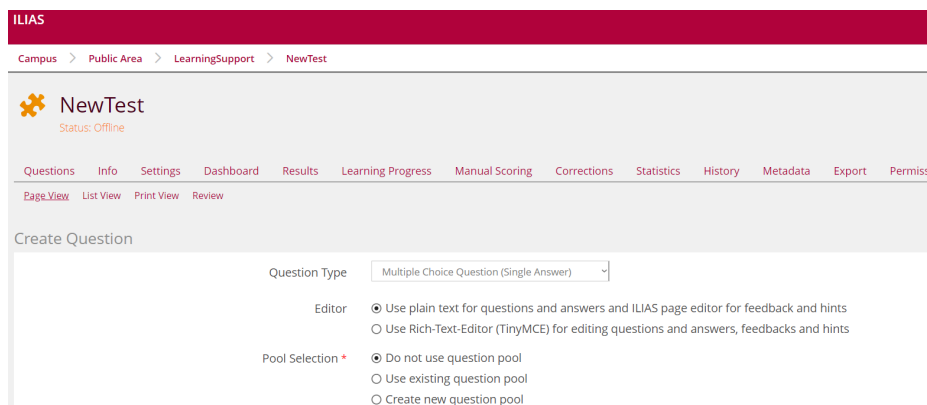 ILIAS
Campus > Public Area > LearningSupport > NewTest
NewTest
Status: Offline
Questions Info Settings Dashboard Results Learning Progress Manual Scoring Corrections Statistics History Metadata Export Permiss
Page View List View Print View Review
Create Question
Question Type Multiple Choice Question (Single Answer)
Editor Use plain text for questions and answers and ILIAS page editor for feedback and hints
Use Rich-Text-Editor (TinyMCE) for editing questions and answers, feedbacks and hints
Pool Selection * Do not use question pool
Use existing question pool
Create new question pool